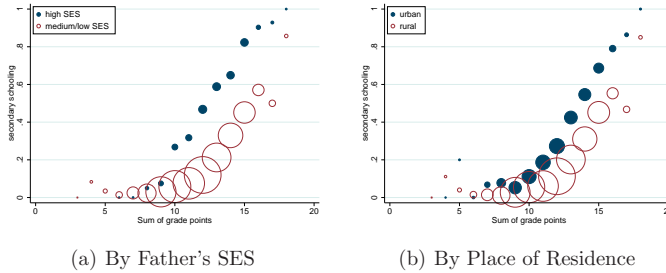 high SES
medium/low SES
secondary schooling
0 .2 .4 .6 .8 1
0 5 10 15 20
Sum of grade points
(a) By Father's SES
urban
rural
secondary schooling
0 .2 .4 .6 .8 1
0 5 10 15 20
Sum of grade points
(b) By Place of Residence